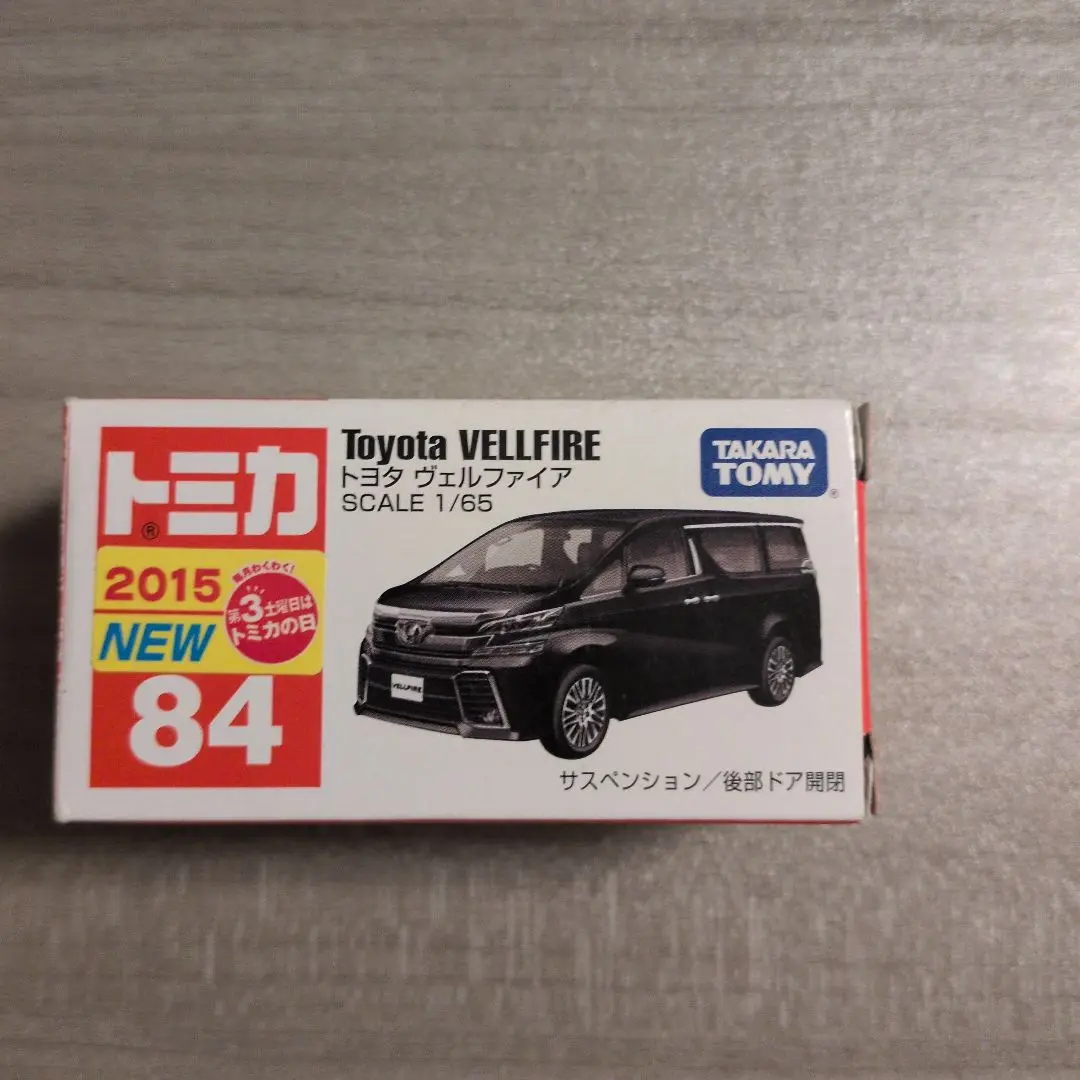 トミカ
®
2015
NEW
毎月わくわく!
第3土曜日は
トミカの日
84
Toyota VELLFIRE
トヨタ ヴェルファイア
SCALE 1/65
TAKARA
TOMY
®
VELLFIRE
サスペンション/後部ドア開閉